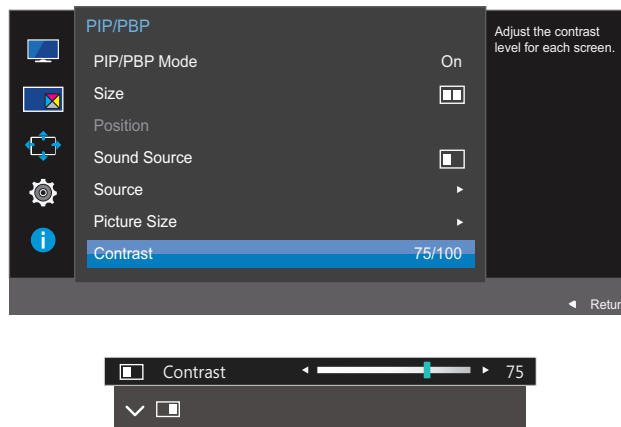 PIP/PBP
Adjust the contrast
level for each screen.
PIP/PBP Mode On
Size
Position
Sound Source
Source
Picture Size
Contrast 75/100
Retur
Contrast 75